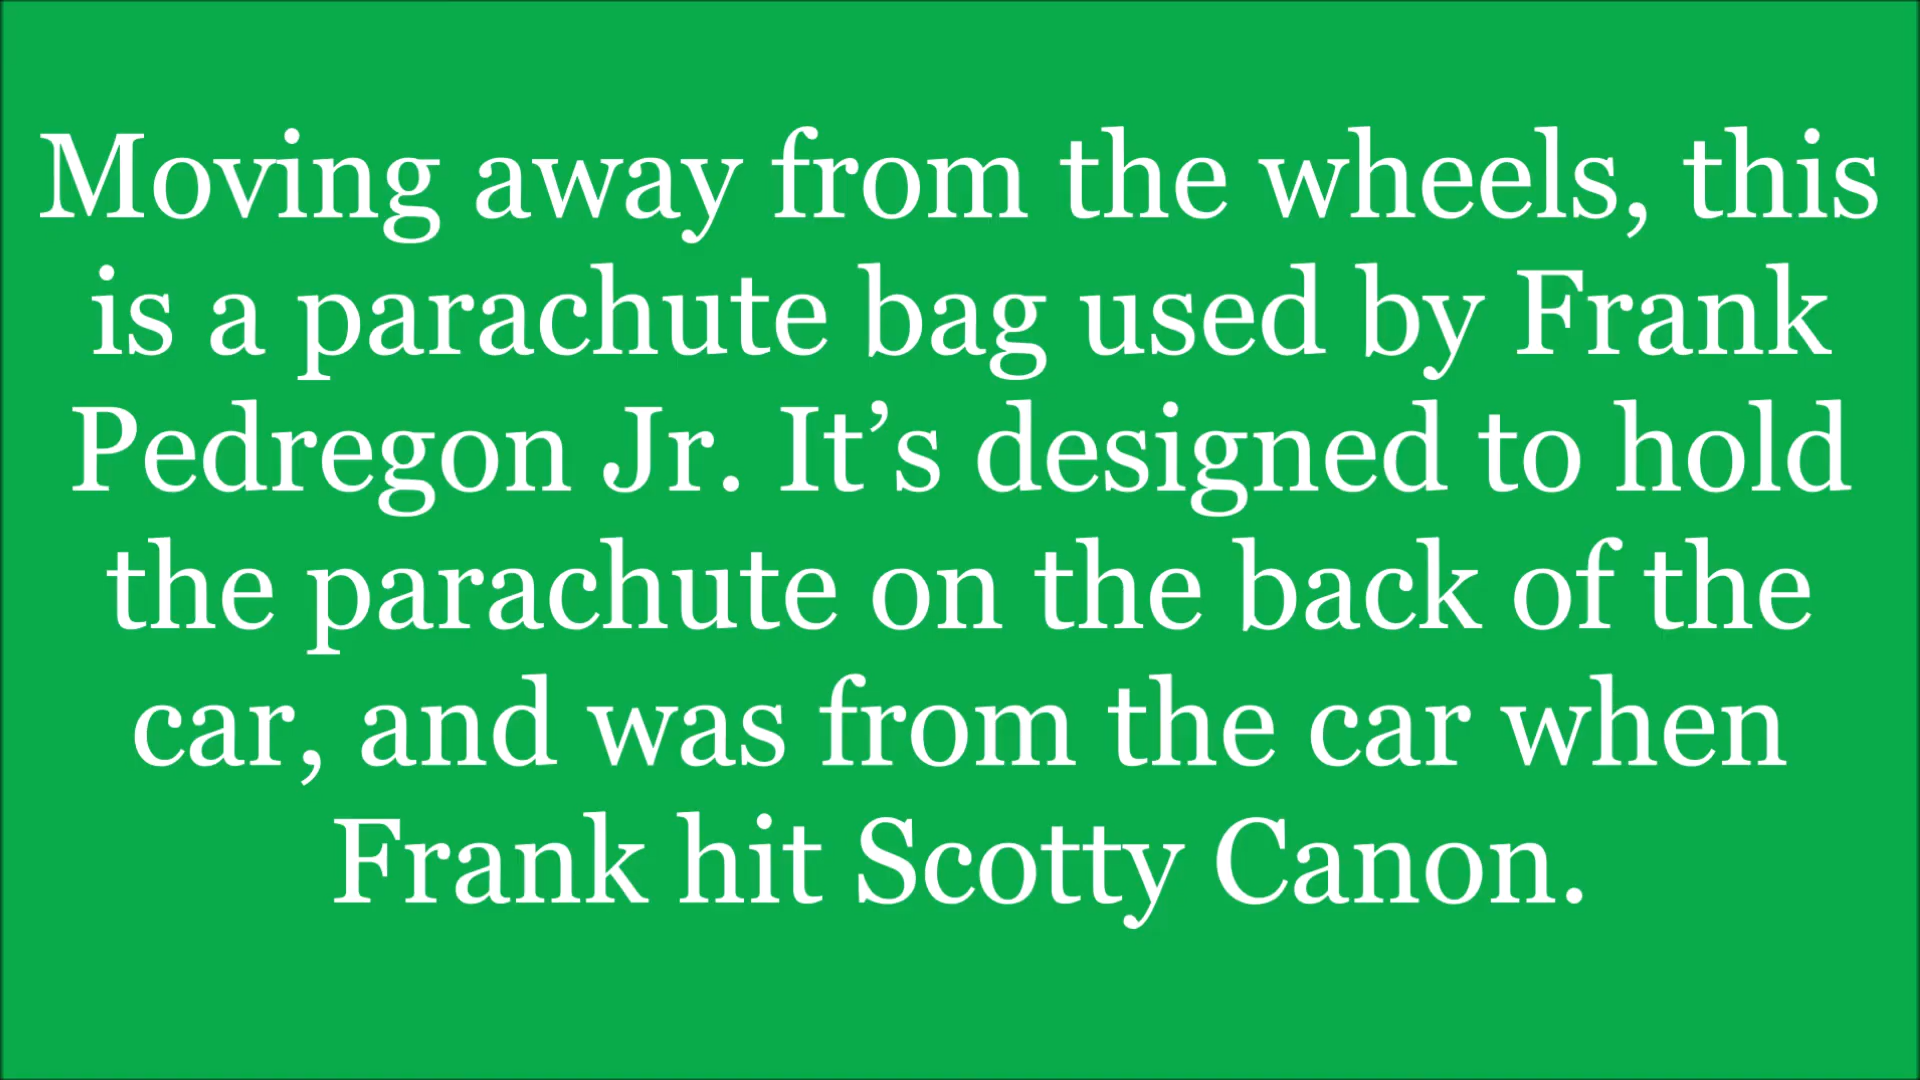 Moving away from the wheels, this
is a parachute bag used by Frank
Pedregon Jr. It’s designed to hold
the parachute on the back of the
car, and was from the car when
Frank hit Scotty Canon.